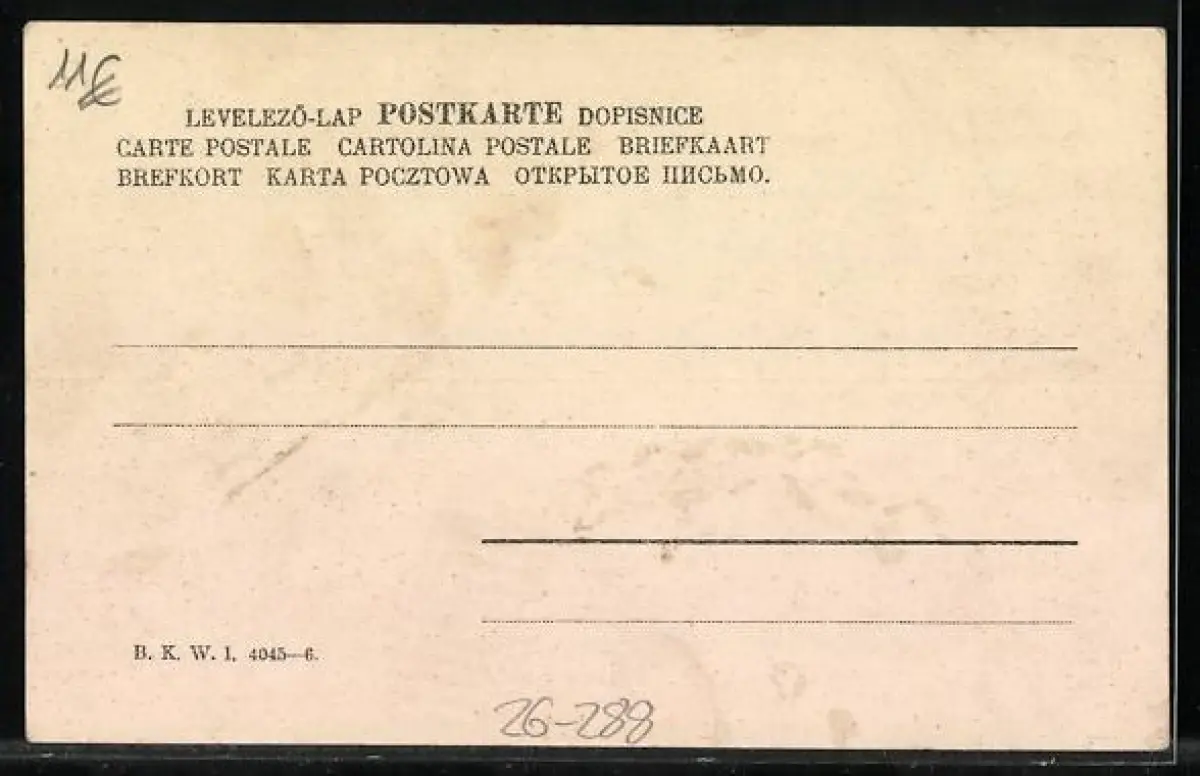 11€
LEVELEZŐ-LAP POSTKARTE DOPISNICE
CARTE POSTALE CARTOLINA POSTALE BRIEFKAART
BREFKORT KARTA POCZTOWA ОТКРЫТОЕ ПИСЬМО.
B. K. W. I. 4045—6.
26-288